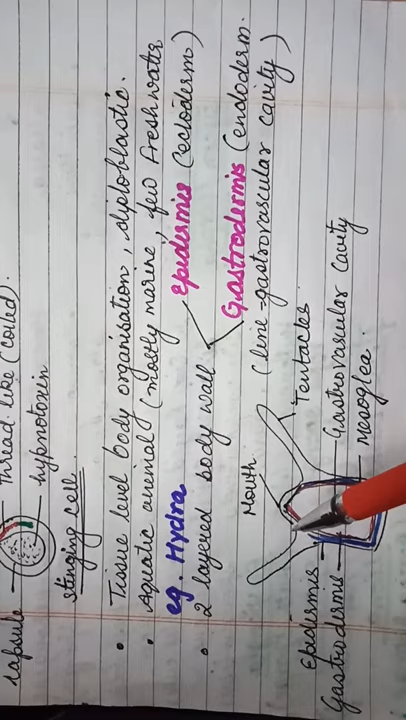 thread like (coiled).
capsule
hypnotoxin
stinging cell.
• Tissue level body organisation, diploblastic.
• Aquatic animal (mostly marine, few freshwater
eg. Hydra
Epidermis (ectoderm)
• 2 layered body wall
Gastrodermis (endoderm.
(line-gastrovascular cavity)
Mouth
Tentacles
Epidermis
Gastrodermis
Gastrovascular cavity
mesoglea.